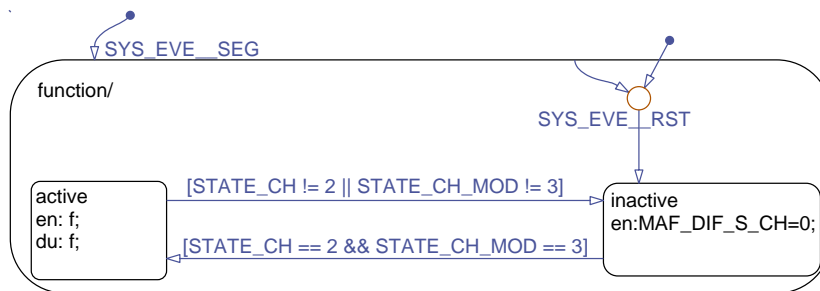 SYS_EVE__SEG
function/
SYS_EVE__RST
[STATE_CH != 2 || STATE_CH_MOD != 3]
active
en: f;
du: f;
inactive
en:MAF_DIF_S_CH=0;
[STATE_CH == 2 && STATE_CH_MOD == 3]